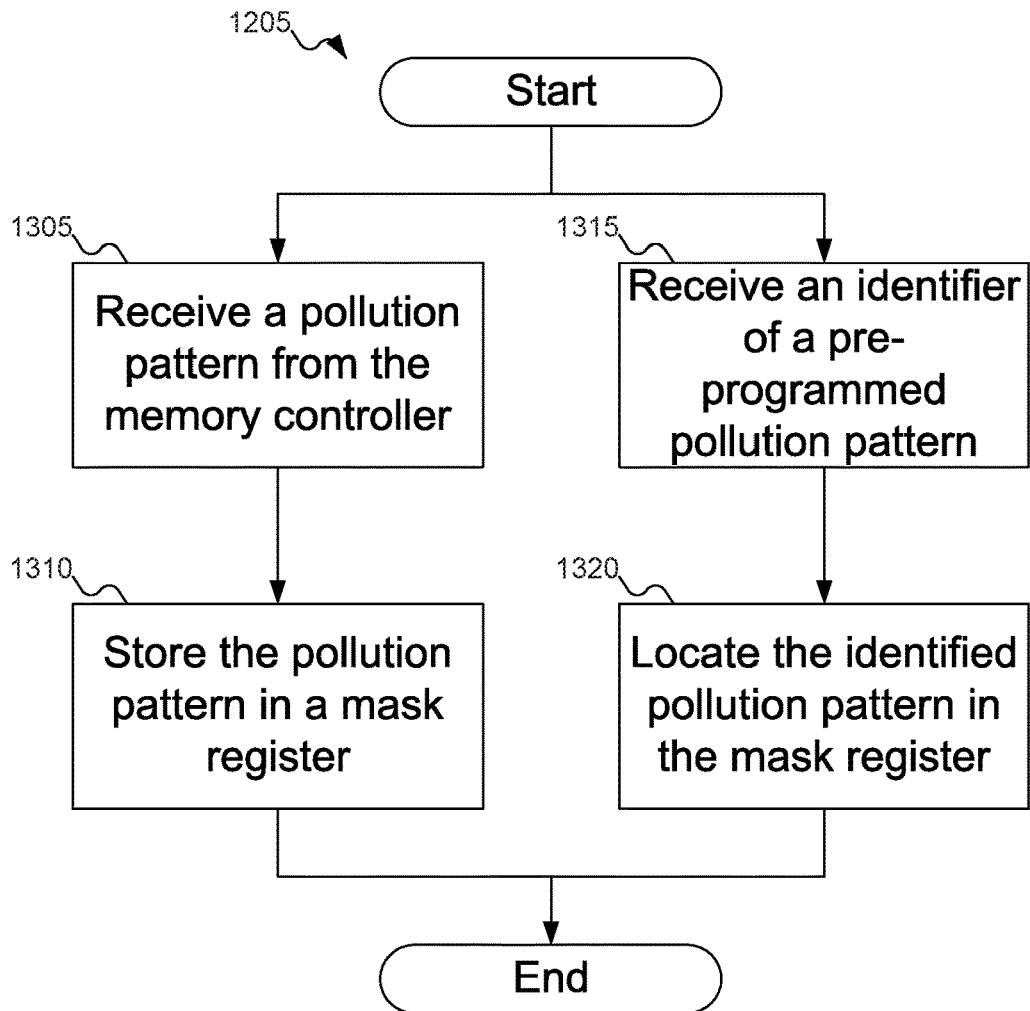 1205
Start
1305
Receive a pollution
pattern from the
memory controller
1315
Receive an identifier
of a pre-
programmed
pollution pattern
1310
Store the pollution
pattern in a mask
register
1320
Locate the identified
pollution pattern in
the mask register
End